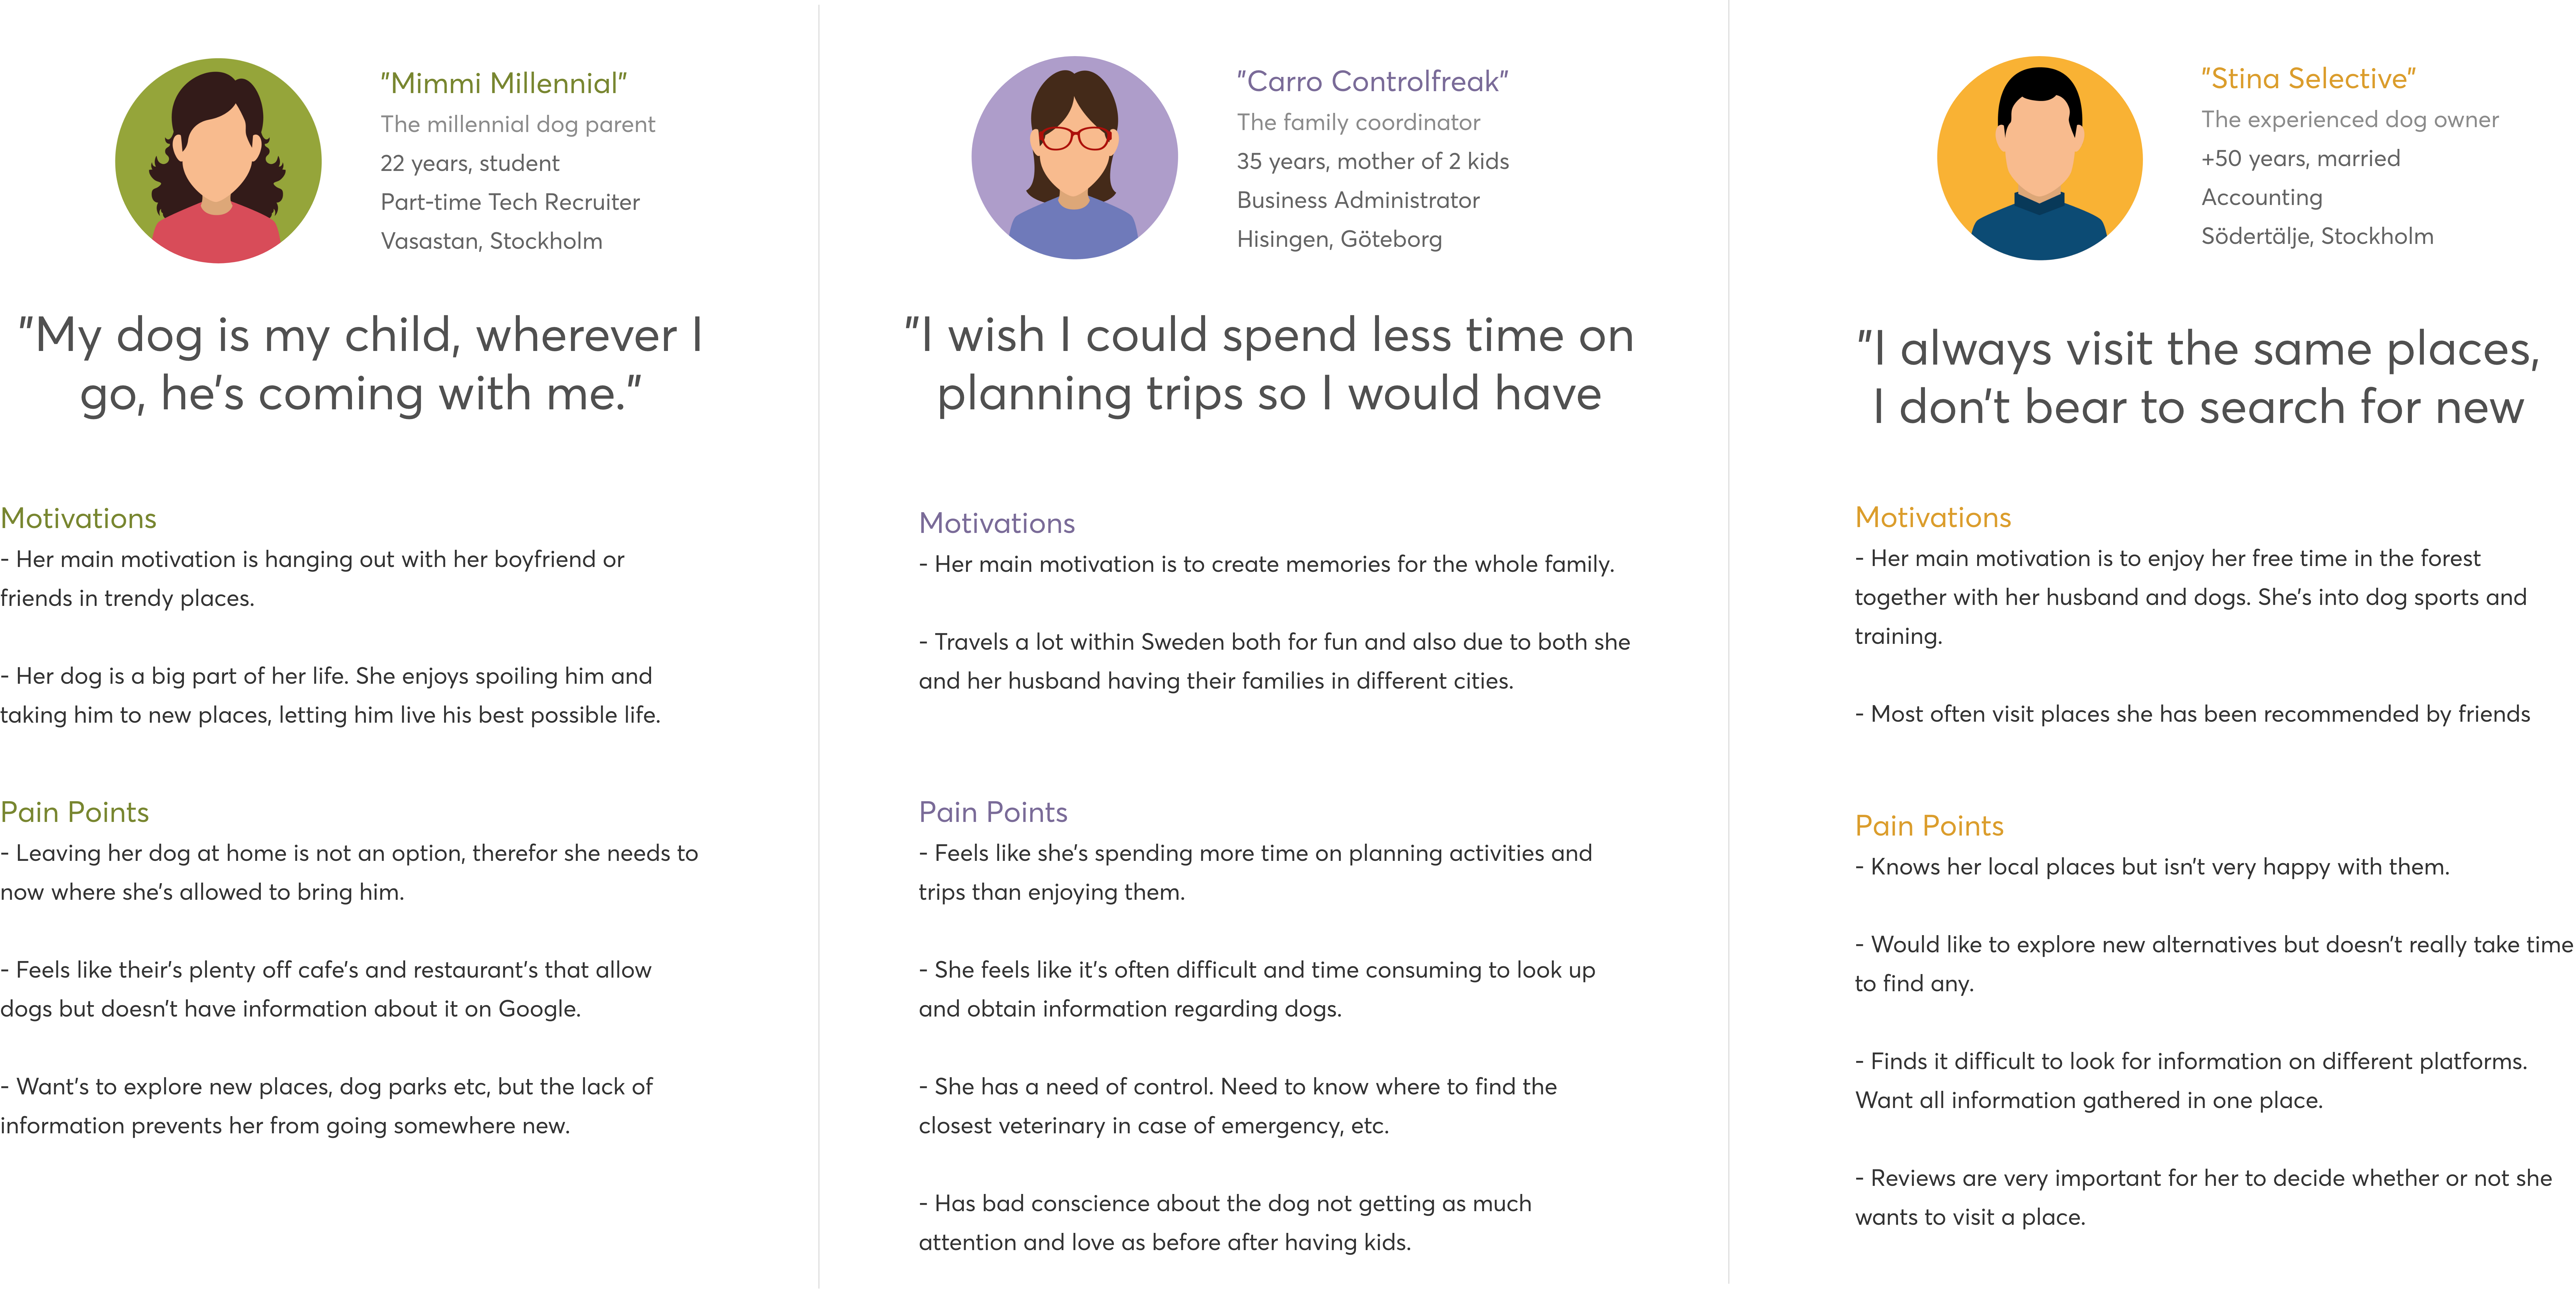 "Mimmi Millennial"
The millennial dog parent
22 years, student
Part-time Tech Recruiter
Vasastan, Stockholm
"My dog is my child, wherever I
go, he's coming with me."
Motivations
- Her main motivation is hanging out with her boyfriend or
friends in trendy places.
- Her dog is a big part of her life. She enjoys spoiling him and
taking him to new places, letting him live his best possible life.
Pain Points
- Leaving her dog at home is not an option, therefor she needs to
now where she's allowed to bring him.
- Feels like their's plenty off cafe's and restaurant's that allow
dogs but doesn't have information about it on Google.
- Want's to explore new places, dog parks etc, but the lack of
information prevents her from going somewhere new.
"Carro Controlfreak"
The family coordinator
35 years, mother of 2 kids
Business Administrator
Hisingen, Göteborg
"I wish I could spend less time on
planning trips so I would have
Motivations
- Her main motivation is to create memories for the whole family.
- Travels a lot within Sweden both for fun and also due to both she
and her husband having their families in different cities.
Pain Points
- Feels like she's spending more time on planning activities and
trips than enjoying them.
- She feels like it's often difficult and time consuming to look up
and obtain information regarding dogs.
- She has a need of control. Need to know where to find the
closest veterinary in case of emergency, etc.
- Has bad conscience about the dog not getting as much
attention and love as before after having kids.
"Stina Selective"
The experienced dog owner
+50 years, married
Accounting
Södertälje, Stockholm
"I always visit the same places,
I don't bear to search for new
Motivations
- Her main motivation is to enjoy her free time in the forest
together with her husband and dogs. She's into dog sports and
training.
- Most often visit places she has been recommended by friends
Pain Points
- Knows her local places but isn't very happy with them.
- Would like to explore new alternatives but doesn't really take time
to find any.
- Finds it difficult to look for information on different platforms.
Want all information gathered in one place.
- Reviews are very important for her to decide whether or not she
wants to visit a place.